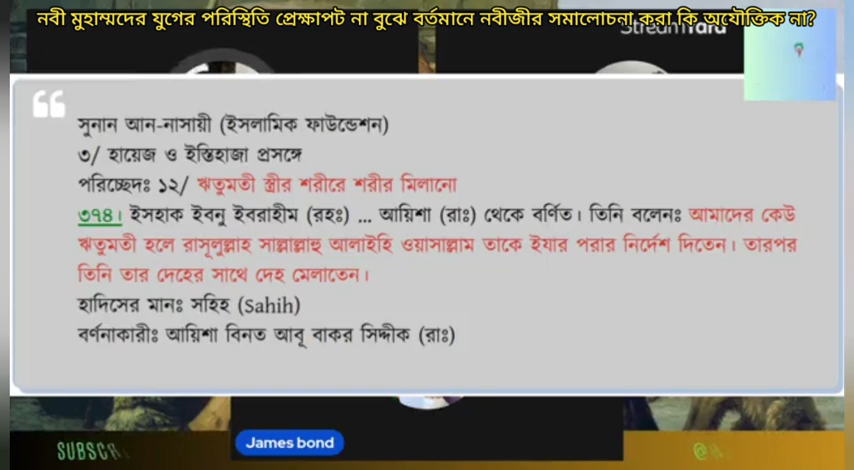 নবী মুহাম্মদের যুগের পরিস্থিতি প্রেক্ষাপট না বুঝে বর্তমানে নবীজীর সমালোচনা করা কি অযৌক্তিক না?
StreamYard
সুনান আন-নাসায়ী (ইসলামিক ফাউন্ডেশন)
৩/ হায়েজ ও ইস্তিহাজা প্রসঙ্গে
পরিচ্ছেদঃ ১২/ ঋতুমতী স্ত্রীর শরীরে শরীর মিলানো
৩৭৪। ইসহাক ইবনু ইবরাহীম (রহঃ) ... আয়িশা (রাঃ) থেকে বর্ণিত। তিনি বলেনঃ আমাদের কেউ
ঋতুমতী হলে রাসূলুল্লাহ সাল্লাল্লাহু আলাইহি ওয়াসাল্লাম তাকে ইযার পরার নির্দেশ দিতেন। তারপর
তিনি তার দেহের সাথে দেহ মেলাতেন।
হাদিসের মানঃ সহিহ (Sahih)
বর্ণনাকারীঃ আয়িশা বিনত আবূ বাকর সিদ্দীক (রাঃ)
James bond
SUBSCR